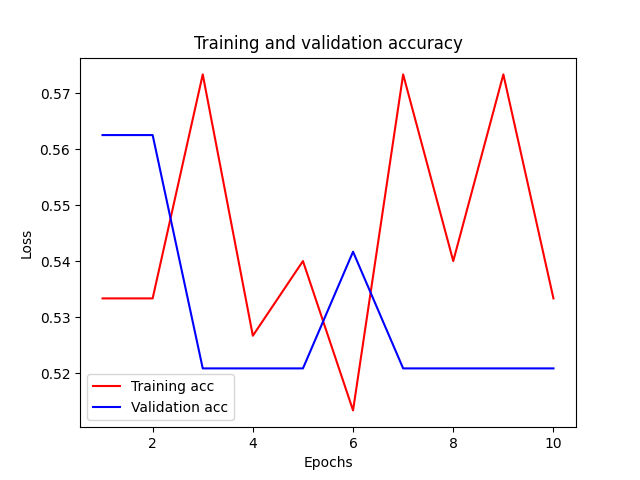 Training and validation accuracy
0.57
0.56
0.55
0.54
0.53
0.52
Loss
Training acc
Validation acc
2 4 6 8 10
Epochs